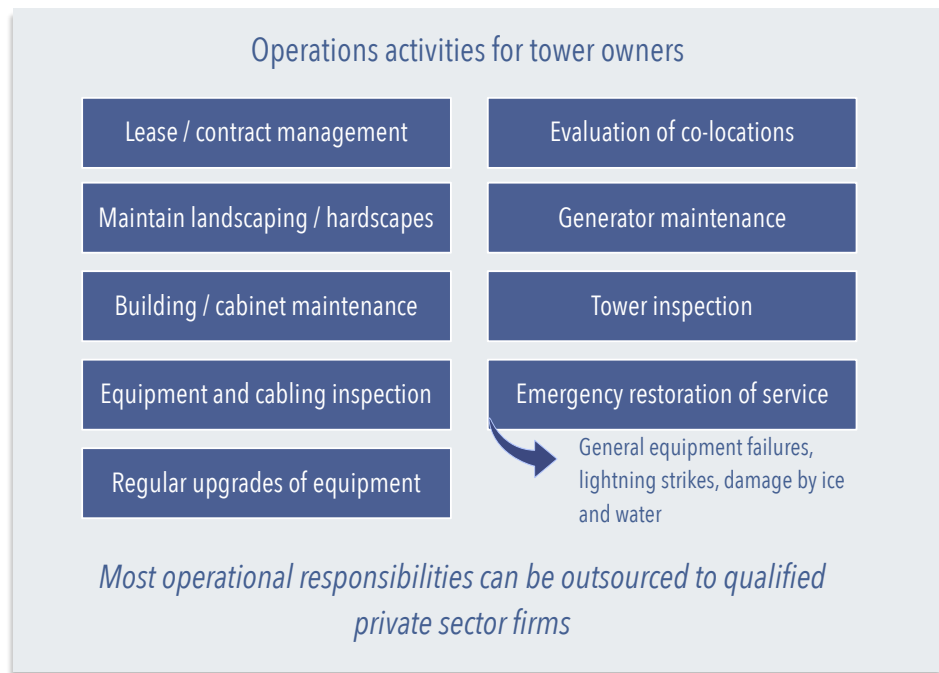 Operations activities for tower owners
Lease / contract management
Evaluation of co-locations
Maintain landscaping / hardscapes
Generator maintenance
Building / cabinet maintenance
Tower inspection
Equipment and cabling inspection
Emergency restoration of service
General equipment failures,
lightning strikes, damage by ice
and water
Regular upgrades of equipment
Most operational responsibilities can be outsourced to qualified
private sector firms